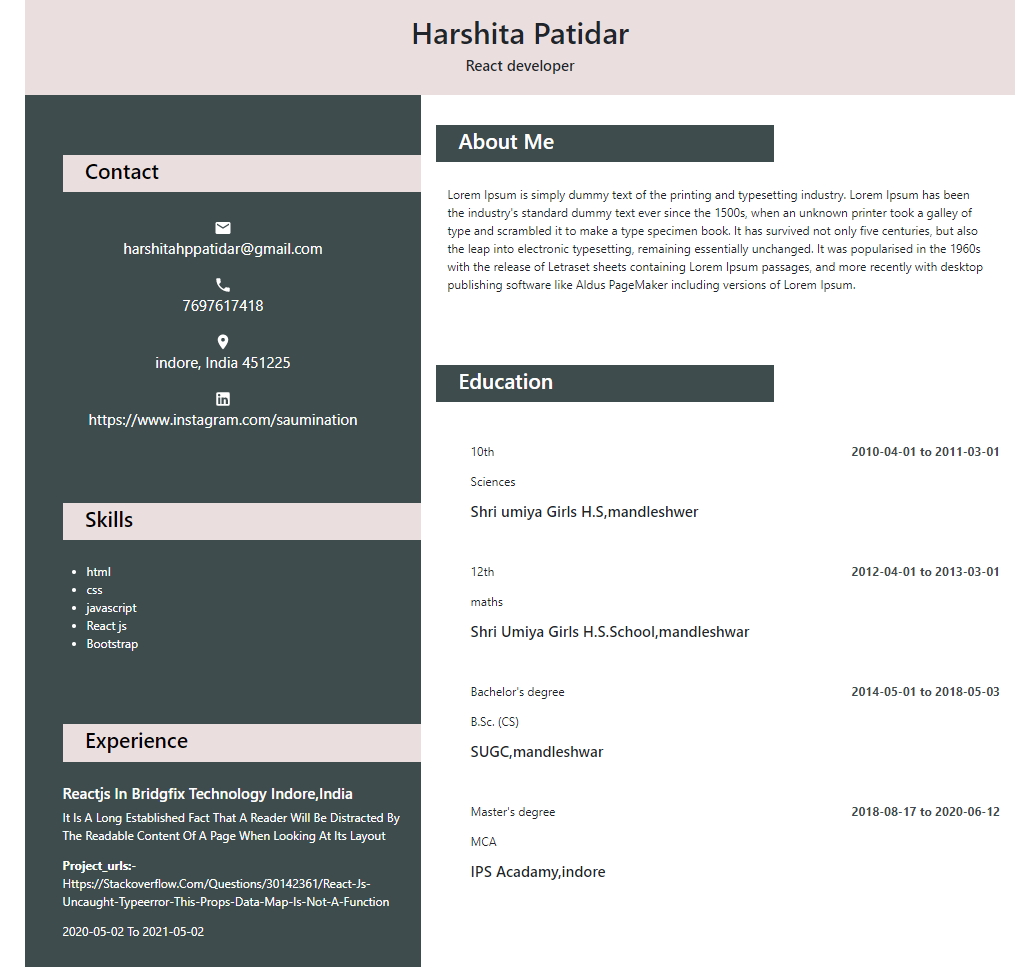 Harshita Patidar
React developer
Contact
harshitahppatidar@gmail.com
7697617418
indore, India 451225
https://www.instagram.com/saumination
Skills
html
css
javascript
React js
Bootstrap
Experience
Reactjs In Bridgfix Technology Indore,India
It Is A Long Established Fact That A Reader Will Be Distracted By
The Readable Content Of A Page When Looking At Its Layout
Project_urls:-
Https://Stackoverflow.Com/Questions/30142361/React-Js-
Uncaught-Typeerror-This-Props-Data-Map-Is-Not-A-Function
2020-05-02 To 2021-05-02
About Me
Lorem Ipsum is simply dummy text of the printing and typesetting industry. Lorem Ipsum has been
the industry's standard dummy text ever since the 1500s, when an unknown printer took a galley of
type and scrambled it to make a type specimen book. It has survived not only five centuries, but also
the leap into electronic typesetting, remaining essentially unchanged. It was popularised in the 1960s
with the release of Letraset sheets containing Lorem Ipsum passages, and more recently with desktop
publishing software like Aldus PageMaker including versions of Lorem Ipsum.
Education
10th 2010-04-01 to 2011-03-01
Sciences
Shri umiya Girls H.S,mandleshwer
12th 2012-04-01 to 2013-03-01
maths
Shri Umiya Girls H.S.School,mandleshwar
Bachelor's degree 2014-05-01 to 2018-05-03
B.Sc. (CS)
SUGC,mandleshwar
Master's degree 2018-08-17 to 2020-06-12
MCA
IPS Acadamy,indore